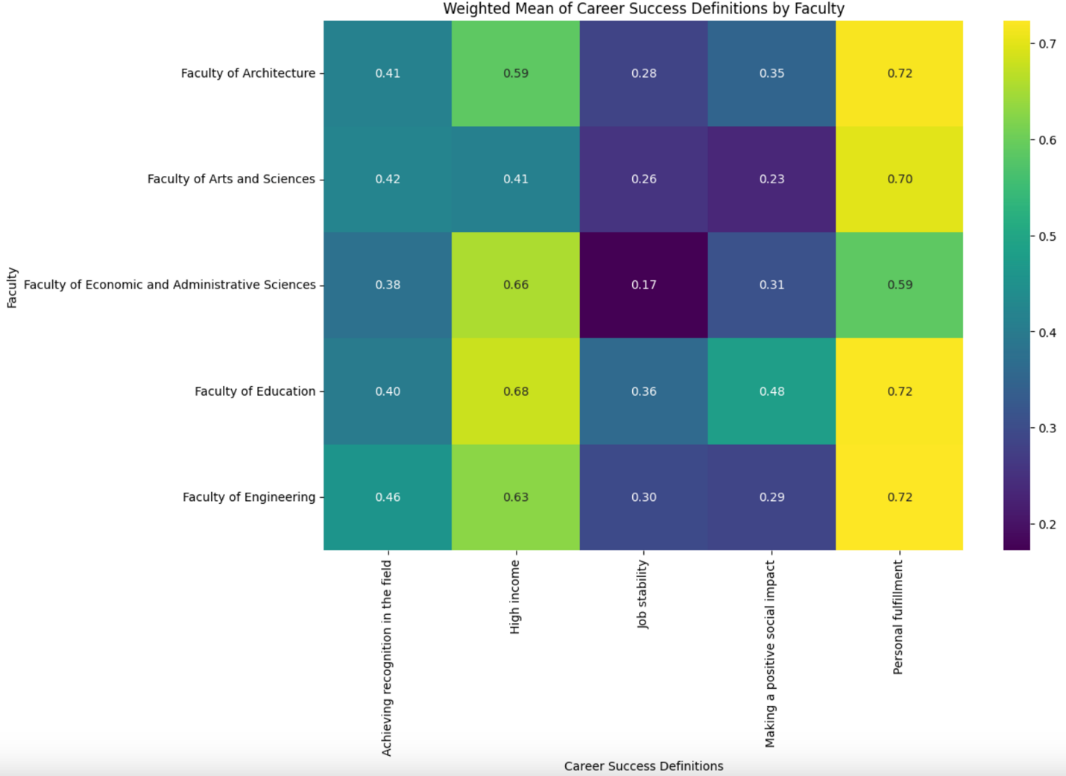 Weighted Mean of Career Success Definitions by Faculty
Faculty of Architecture
0.41 0.59 0.28 0.35 0.72
Faculty of Arts and Sciences
0.42 0.41 0.26 0.23 0.70
Faculty of Economic and Administrative Sciences
0.38 0.66 0.17 0.31 0.59
Faculty of Education
0.40 0.68 0.36 0.48 0.72
Faculty of Engineering
0.46 0.63 0.30 0.29 0.72
Faculty
Achieving recognition in the field
High income
Job stability
Making a positive social impact
Personal fulfillment
Career Success Definitions
0.7
0.6
0.5
0.4
0.3
0.2